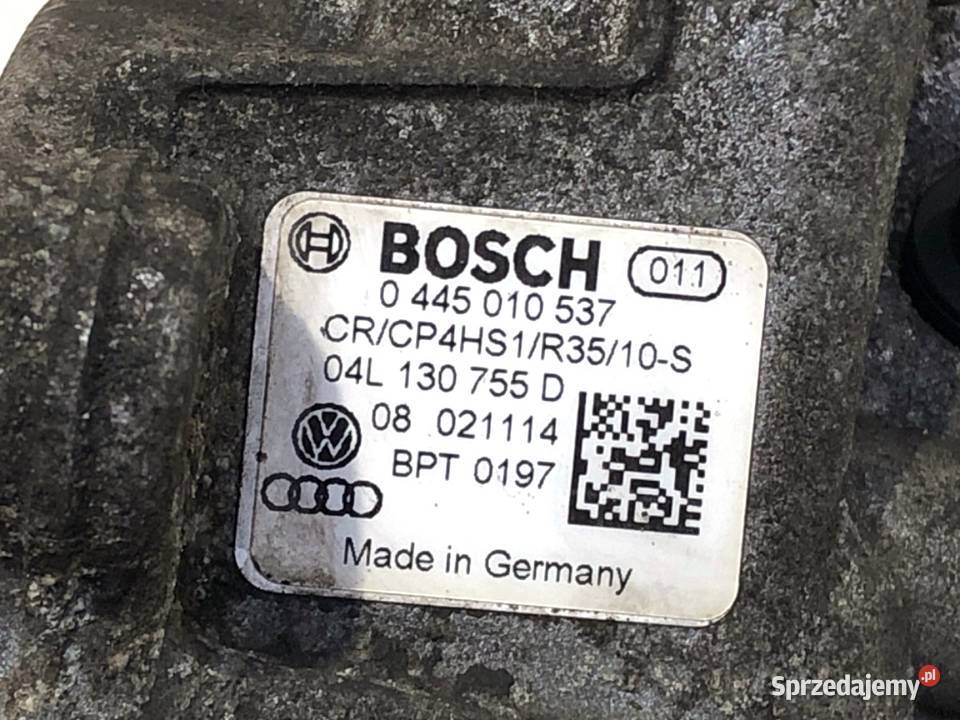 BOSCH 011
0 445 010 537
CR/CP4HS1/R35/10-S
04L 130 755 D
08 021114
BPT 0197
Made in Germany
Sprzedajemy.pl